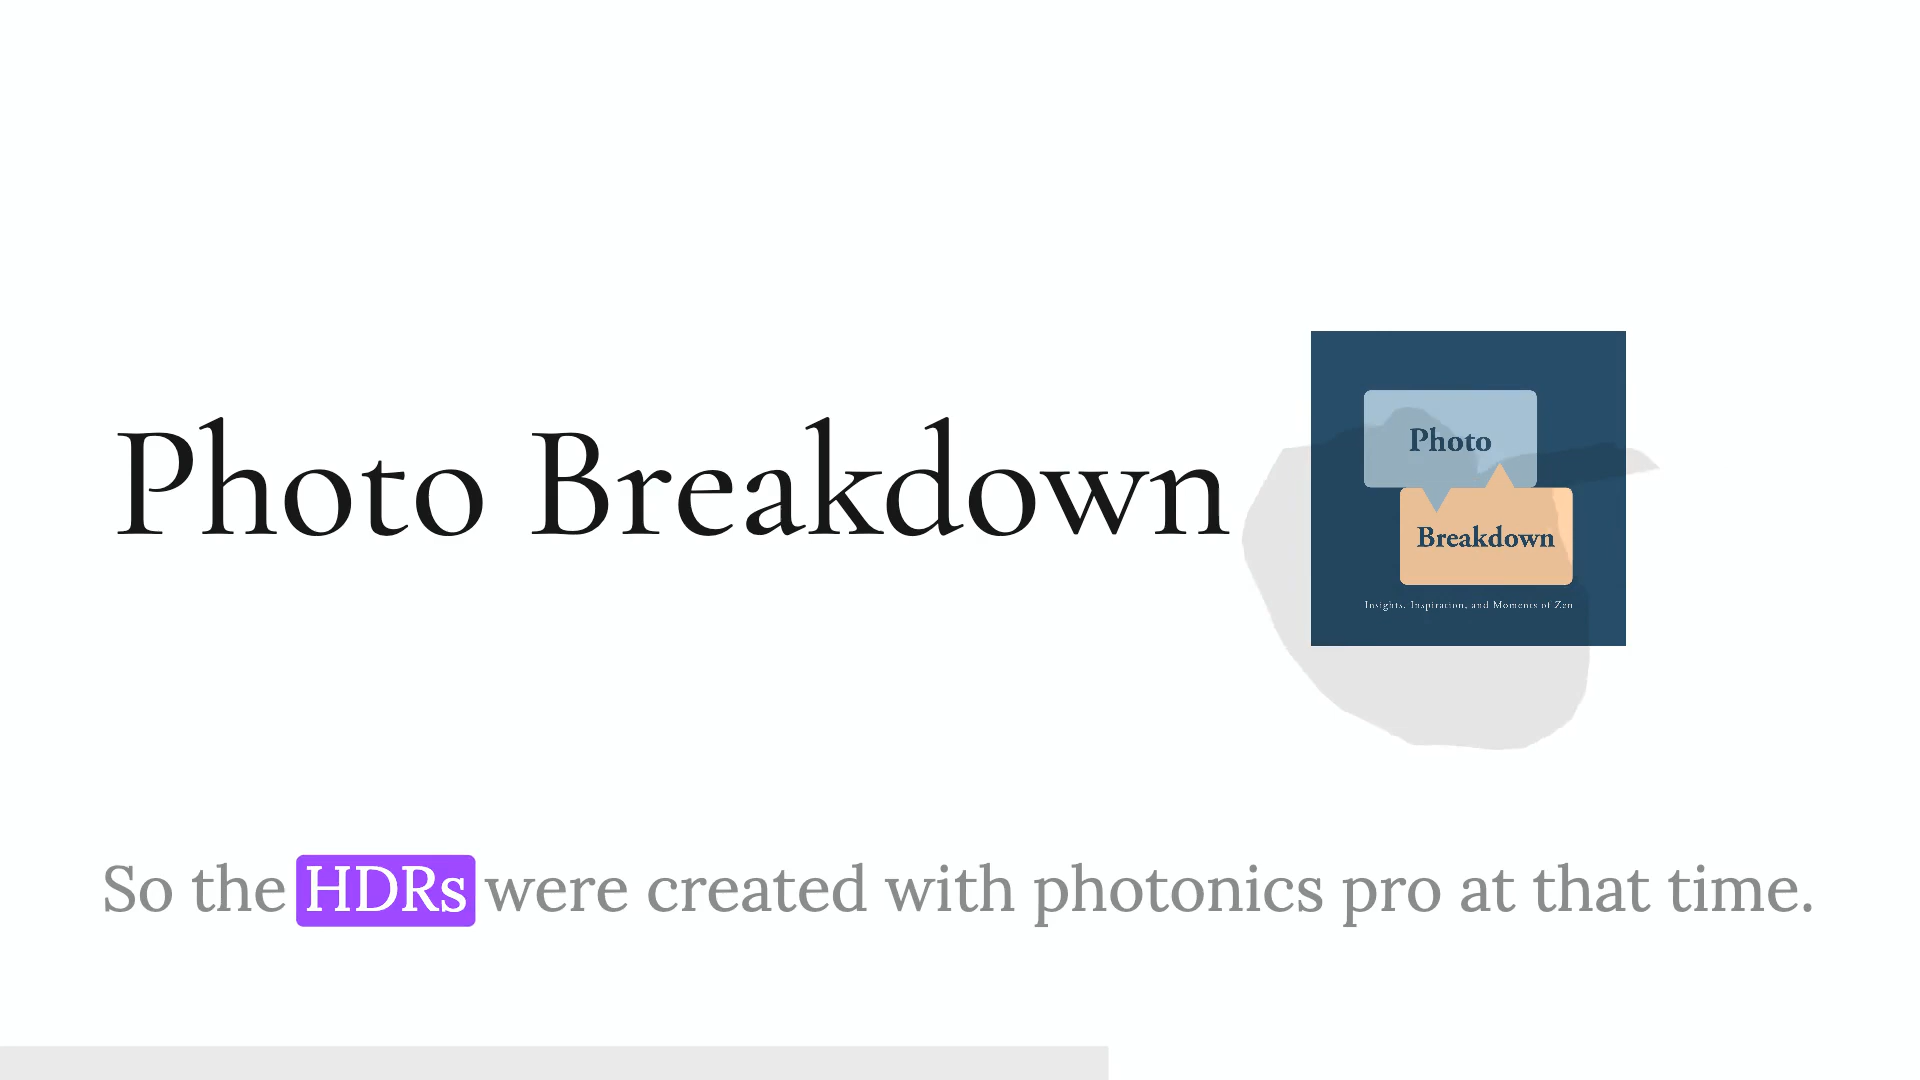 Photo Breakdown
Photo
Breakdown
Insights, Inspiration, and Moments of Zen
So the HDRs were created with photonics pro at that time.